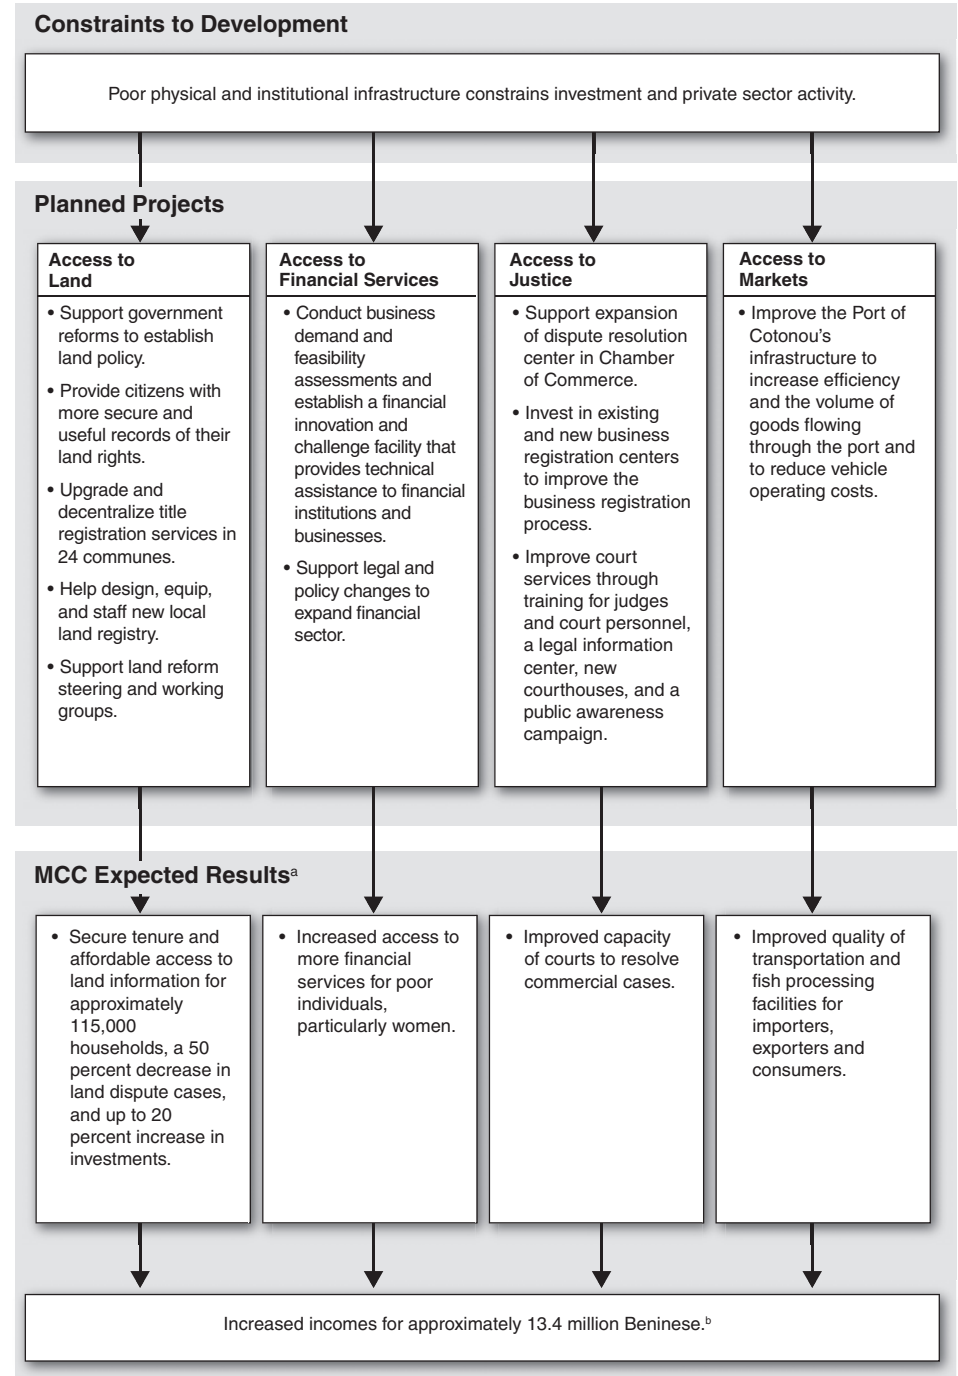 Constraints to Development
Poor physical and institutional infrastructure constrains investment and private sector activity.
Planned Projects
Access to
Land
• Support government
reforms to establish
land policy.
• Provide citizens with
more secure and
useful records of their
land rights.
• Upgrade and
decentralize title
registration services in
24 communes.
• Help design, equip,
and staff new local
land registry.
• Support land reform
steering and working
groups.
Access to
Financial Services
• Conduct business
demand and
feasibility
assessments and
establish a financial
innovation and
challenge facility that
provides technical
assistance to financial
institutions and
businesses.
• Support legal and
policy changes to
expand financial
sector.
Access to
Justice
• Support expansion
of dispute resolution
center in Chamber
of Commerce.
• Invest in existing
and new business
registration centers
to improve the
business registration
process.
• Improve court
services through
training for judges
and court personnel,
a legal information
center, new
courthouses, and a
public awareness
campaign.
Access to
Markets
• Improve the Port of
Cotonou’s
infrastructure to
increase efficiency
and the volume of
goods flowing
through the port and
to reduce vehicle
operating costs.
MCC Expected Resultsᵃ
• Secure tenure and
affordable access to
land information for
approximately
115,000
households, a 50
percent decrease in
land dispute cases,
and up to 20
percent increase in
investments.
• Increased access to
more financial
services for poor
individuals,
particularly women.
• Improved capacity
of courts to resolve
commercial cases.
• Improved quality of
transportation and
fish processing
facilities for
importers,
exporters and
consumers.
Increased incomes for approximately 13.4 million Beninese.ᵇ